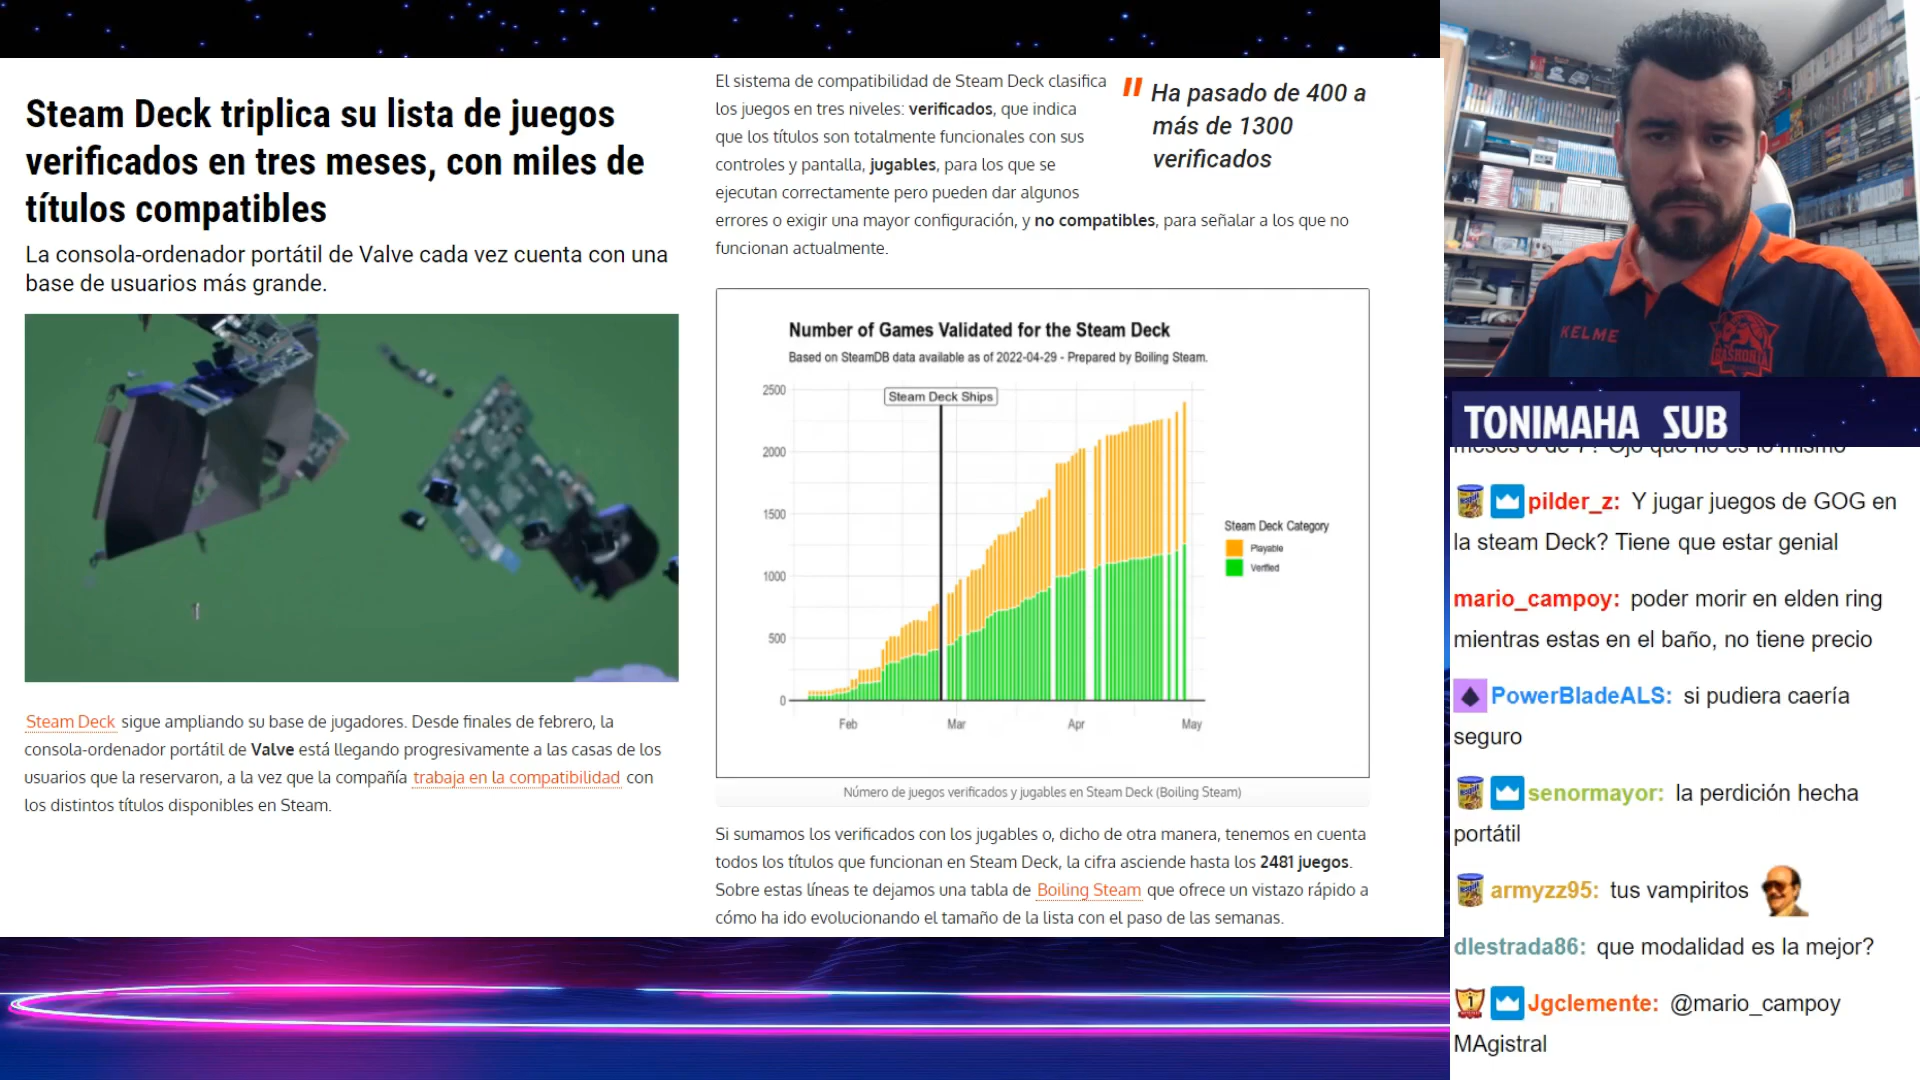 Steam Deck triplica su lista de juegos
verificados en tres meses, con miles de
títulos compatibles
La consola-ordenador portátil de Valve cada vez cuenta con una
base de usuarios más grande.
Steam Deck sigue ampliando su base de jugadores. Desde finales de febrero, la
consola-ordenador portátil de Valve está llegando progresivamente a las casas de los
usuarios que la reservaron, a la vez que la compañía trabaja en la compatibilidad con
los distintos títulos disponibles en Steam.
El sistema de compatibilidad de Steam Deck clasifica
los juegos en tres niveles: verificados, que indica
que los títulos son totalmente funcionales con sus
controles y pantalla, jugables, para los que se
ejecutan correctamente pero pueden dar algunos
errores o exigir una mayor configuración, y no compatibles, para señalar a los que no
funcionan actualmente.
" Ha pasado de 400 a
más de 1300
verificados
Number of Games Validated for the Steam Deck
Based on SteamDB data available as of 2022-04-29 - Prepared by Boiling Steam.
Steam Deck Ships
2500
2000
1500
1000
500
0
Feb Mar Apr May
Steam Deck Category
Playable
Verified
Número de juegos verificados y jugables en Steam Deck (Boiling Steam)
Si sumamos los verificados con los jugables o, dicho de otra manera, tenemos en cuenta
todos los títulos que funcionan en Steam Deck, la cifra asciende hasta los 2481 juegos.
Sobre estas líneas te dejamos una tabla de Boiling Steam que ofrece un vistazo rápido a
cómo ha ido evolucionando el tamaño de la lista con el paso de las semanas.
KELME
BASKONIA
TONIMAHA SUB
meses o de 7? Ojo que no es lo mismo
pilder_z: Y jugar juegos de GOG en
la steam Deck? Tiene que estar genial
mario_campoy: poder morir en elden ring
mientras estas en el baño, no tiene precio
PowerBladeALS: si pudiera caería
seguro
senormayor: la perdición hecha
portátil
armyzz95: tus vampiritos
dlestrada86: que modalidad es la mejor?
Jgclemente: @mario_campoy
MAgistral